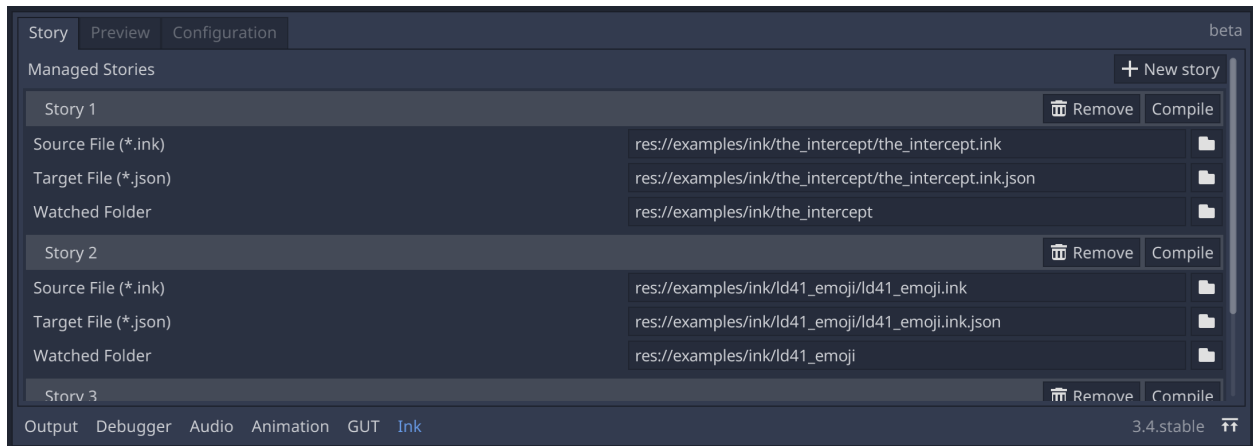 Story Preview Configuration beta
Managed Stories + New story
Story 1 Remove Compile
Source File (*.ink) res://examples/ink/the_intercept/the_intercept.ink
Target File (*.json) res://examples/ink/the_intercept/the_intercept.ink.json
Watched Folder res://examples/ink/the_intercept
Story 2 Remove Compile
Source File (*.ink) res://examples/ink/ld41_emoji/ld41_emoji.ink
Target File (*.json) res://examples/ink/ld41_emoji/ld41_emoji.ink.json
Watched Folder res://examples/ink/ld41_emoji
Story 3 Remove Compile
Output Debugger Audio Animation GUT Ink 3.4.stable